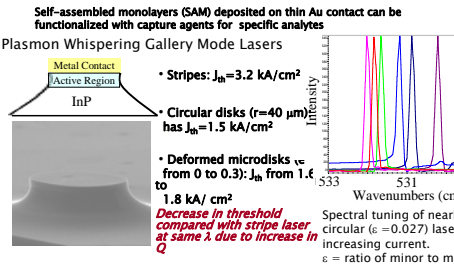 Self-assembled monolayers (SAM) deposited on thin Au contact can be
functionalized with capture agents for specific analytes
Plasmon Whispering Gallery Mode Lasers
Metal Contact
Active Region
InP
• Stripes: Jth=3.2 kA/cm²
• Circular disks (r=40 μm)
has Jth=1.5 kA/cm²
• Deformed microdisks
from 0 to 0.3): Jth from 1.6
to
1.8 kA/ cm²
Decrease in threshold
compared with stripe laser
at same λ due to increase in
Q
Intensity
533
531
Wavenumbers
Spectral tuning of
circular (ε =0.027)
increasing current.
ε = ratio of minor to